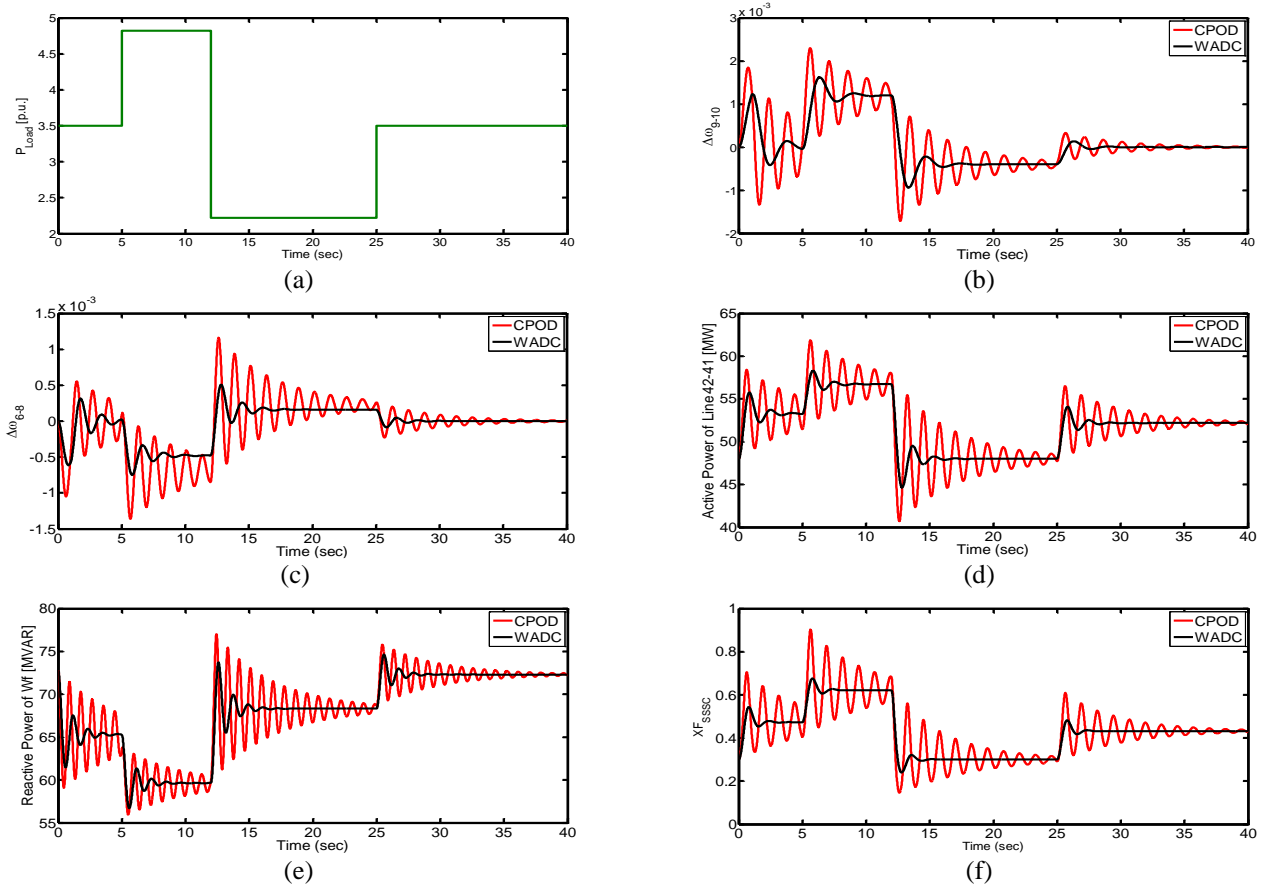 5
4.5
4
3.5
3
2.5
2
P_Load [p.u.]
0 5 10 15 20 25 30 35 40
Time (sec)
(a)
x 10^-3
3
2
1
0
-1
-2
Δω_9-10
CPOD
WADC
0 5 10 15 20 25 30 35 40
Time (sec)
(b)
x 10^-3
1.5
1
0.5
0
-0.5
-1
-1.5
Δω_6-8
CPOD
WADC
0 5 10 15 20 25 30 35 40
Time (sec)
(c)
65
60
55
50
45
40
Active Power of Line 42-41 [MW]
CPOD
WADC
0 5 10 15 20 25 30 35 40
Time (sec)
(d)
80
75
70
65
60
55
Reactive Power of Wf [MVAR]
CPOD
WADC
0 5 10 15 20 25 30 35 40
Time (sec)
(e)
1
0.8
0.6
0.4
0.2
0
XF_SSSC
CPOD
WADC
0 5 10 15 20 25 30 35 40
Time (sec)
(f)